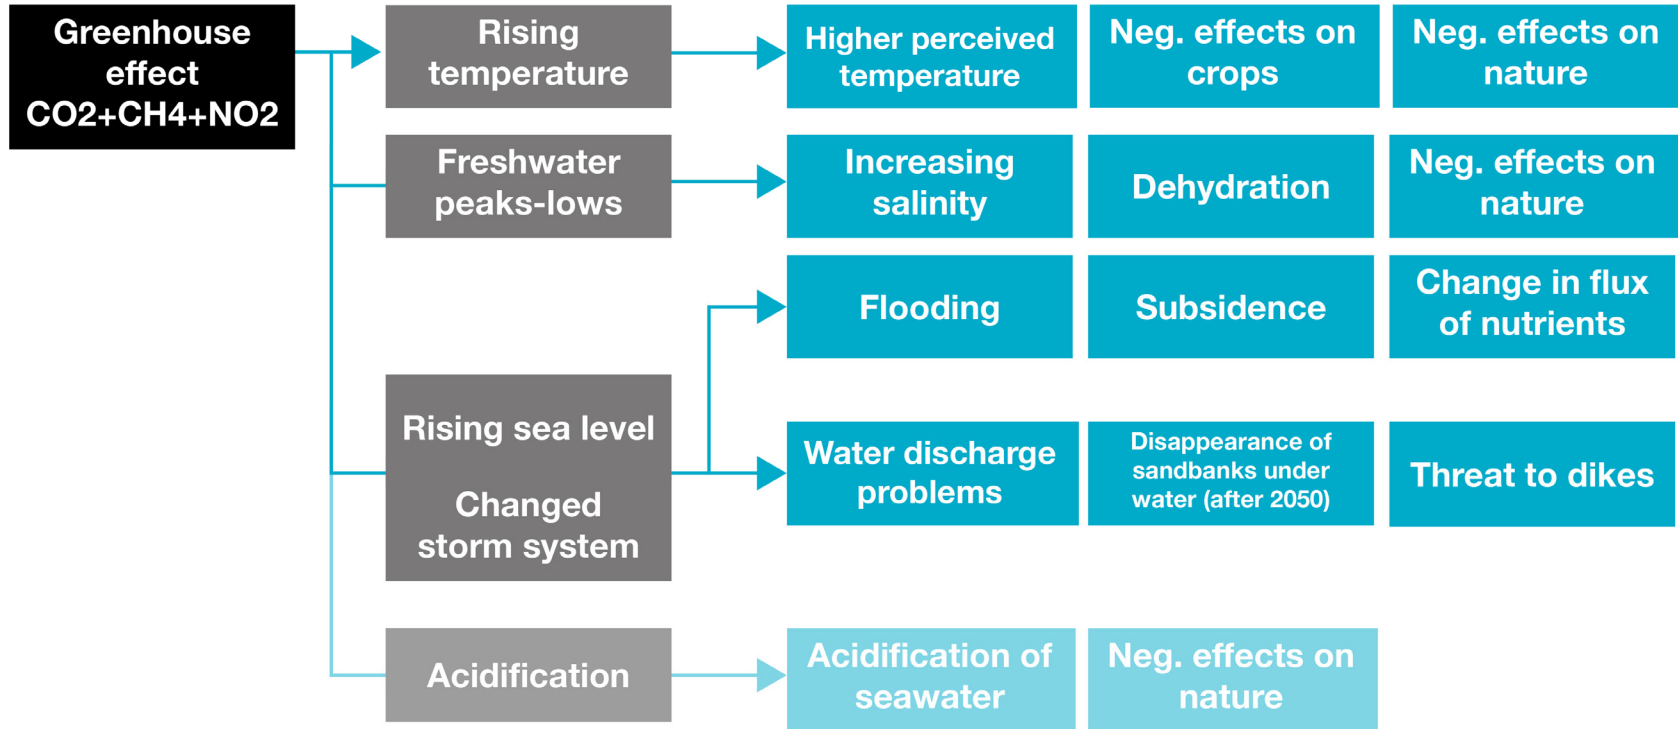 Greenhouse
effect
CO2+CH4+NO2
Rising
temperature
Higher perceived
temperature
Neg. effects on
crops
Neg. effects on
nature
Freshwater
peaks-lows
Increasing
salinity
Dehydration
Neg. effects on
nature
Flooding
Subsidence
Change in flux
of nutrients
Rising sea level
Changed
storm system
Water discharge
problems
Disappearance of
sandbanks under
water (after 2050)
Threat to dikes
Acidification
Acidification of
seawater
Neg. effects on
nature